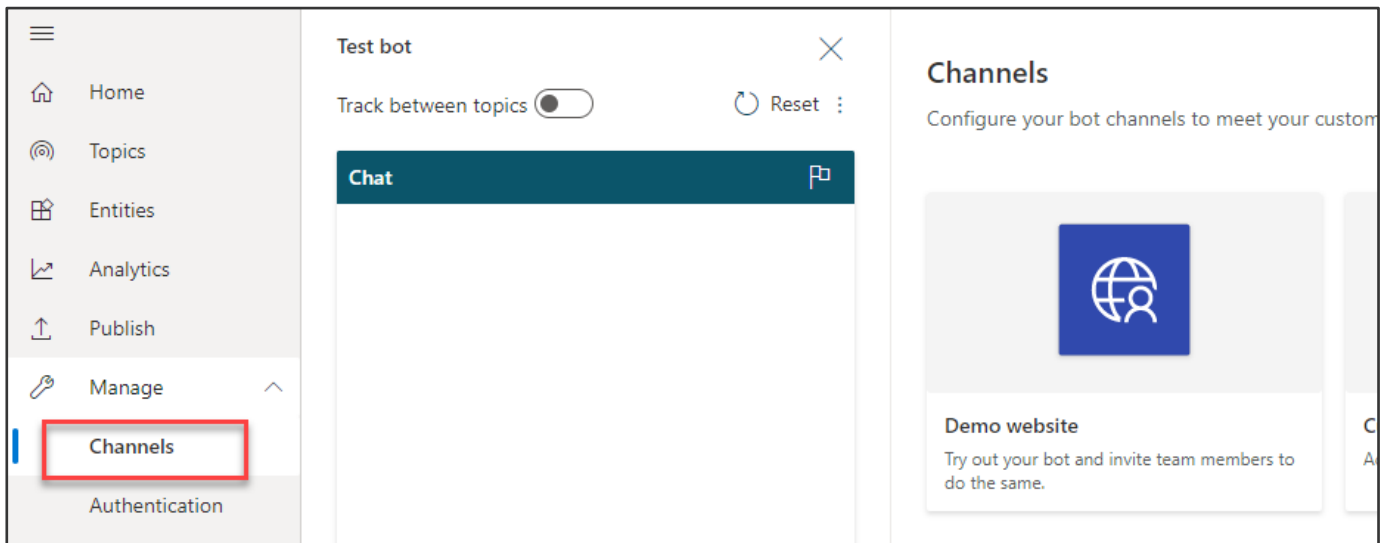 Home
Topics
Entities
Analytics
Publish
Manage
Channels
Authentication
Test bot
Track between topics
Reset
Chat
Channels
Configure your bot channels to meet your custom
Demo website
Try out your bot and invite team members to
do the same.
C